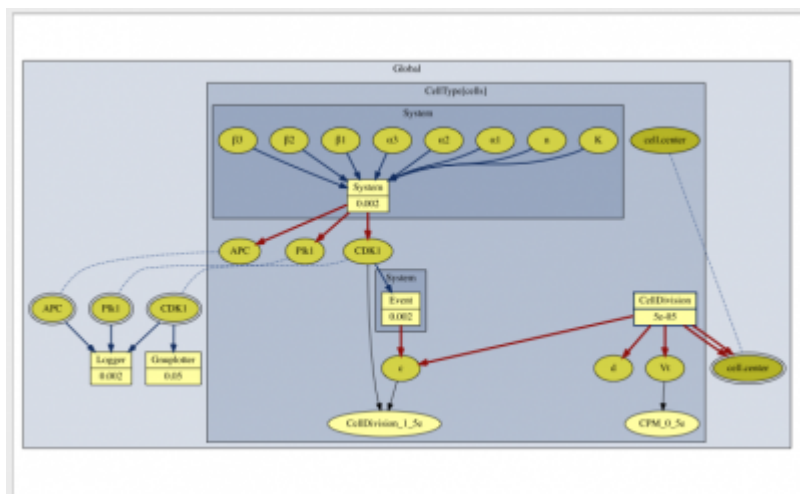 Global
CellType[cells]
System
β3 β2 β1 α3 α2 α1 n K
cell.center
System
0.002
APC Plk1 CDK1
System
APC Plk1 CDK1
Event
0.002
CellDivision
5e-05
Logger
0.002
Gnuplotter
0.05
c
d
Vt
cell.center
CellDivision_1_5e
CPM_0_5e